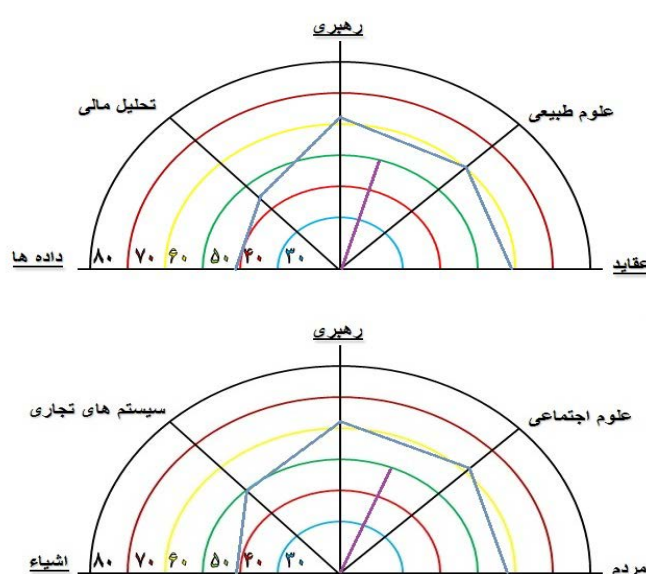 رهبری
تحلیل مالی
علوم طبیعی
داده ها
۸۰ ۷۰ ۶۰ ۵۰ ۴۰ ۳۰
عقاید
رهبری
سیستم های تجاری
علوم اجتماعی
اشیاء
۸۰ ۷۰ ۶۰ ۵۰ ۴۰ ۳۰
مردم